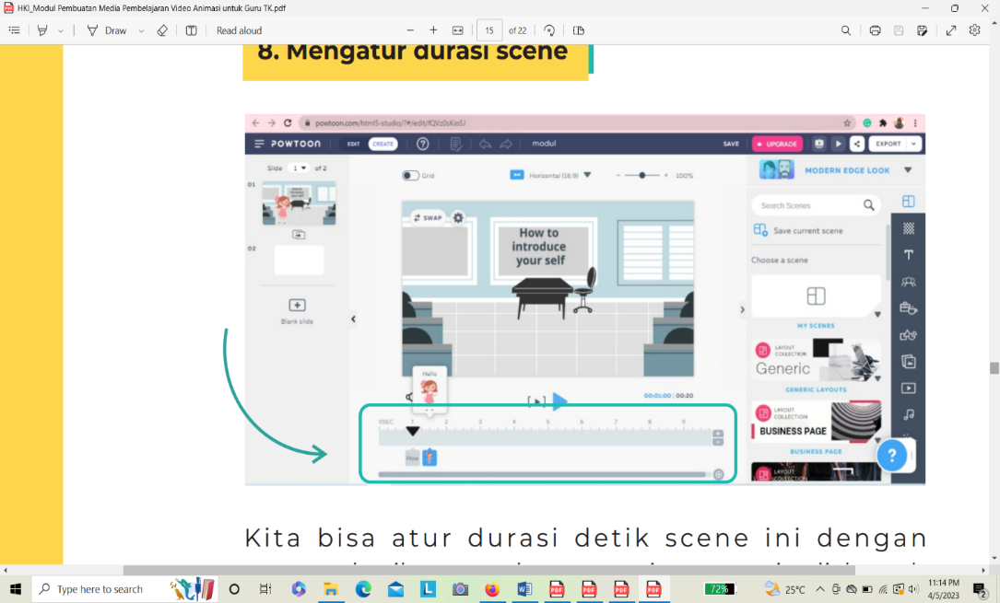 HKI_Modul Pembuatan Media Pembelajaran Video Animasi untuk Guru TK.pdf
Draw
Read aloud
15
of 22
8. Mengatur durasi scene
powtoon.com/html5-studio/?#/edit/fQVz0sKioSJ
POWTOON
EDIT
CREATE
modul
SAVE
UPGRADE
EXPORT
Slide 1 of 2
Grid
Horizontal (16:9)
100%
MODERN EDGE LOOK
01
How to introduce your self
SWAP
How to
introduce
your self
Search Scenes
Save current scene
Choose a scene
02
Blank slide
MY SCENES
LAYOUT
COLLECTION
Generic
GENERIC LAYOUTS
Hello
00:01:00 00:20
LAYOUT
COLLECTION
BUSINESS PAGE
BUSINESS PAGE
0SEC 1 2 3 4 5 6 7 8 9
How
LAYOUT
COLLECTION
?
Kita bisa atur durasi detik scene ini dengan
Type here to search
72%
25°C
11:14 PM
4/5/2023
2